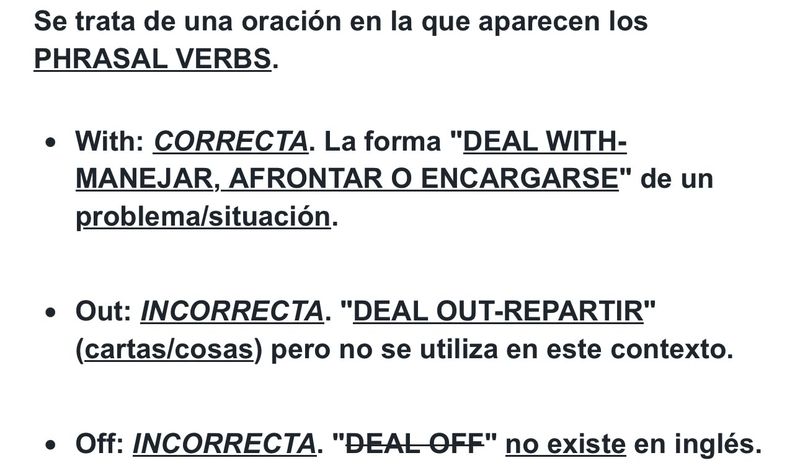 Se trata de una oración en la que aparecen los
PHRASAL VERBS.
• With: CORRECTA. La forma "DEAL WITH-
MANEJAR, AFRONTAR O ENCARGARSE" de un
problema/situación.
• Out: INCORRECTA. "DEAL OUT-REPARTIR"
(cartas/cosas) pero no se utiliza en este contexto.
• Off: INCORRECTA. "DEAL OFF" no existe en inglés.